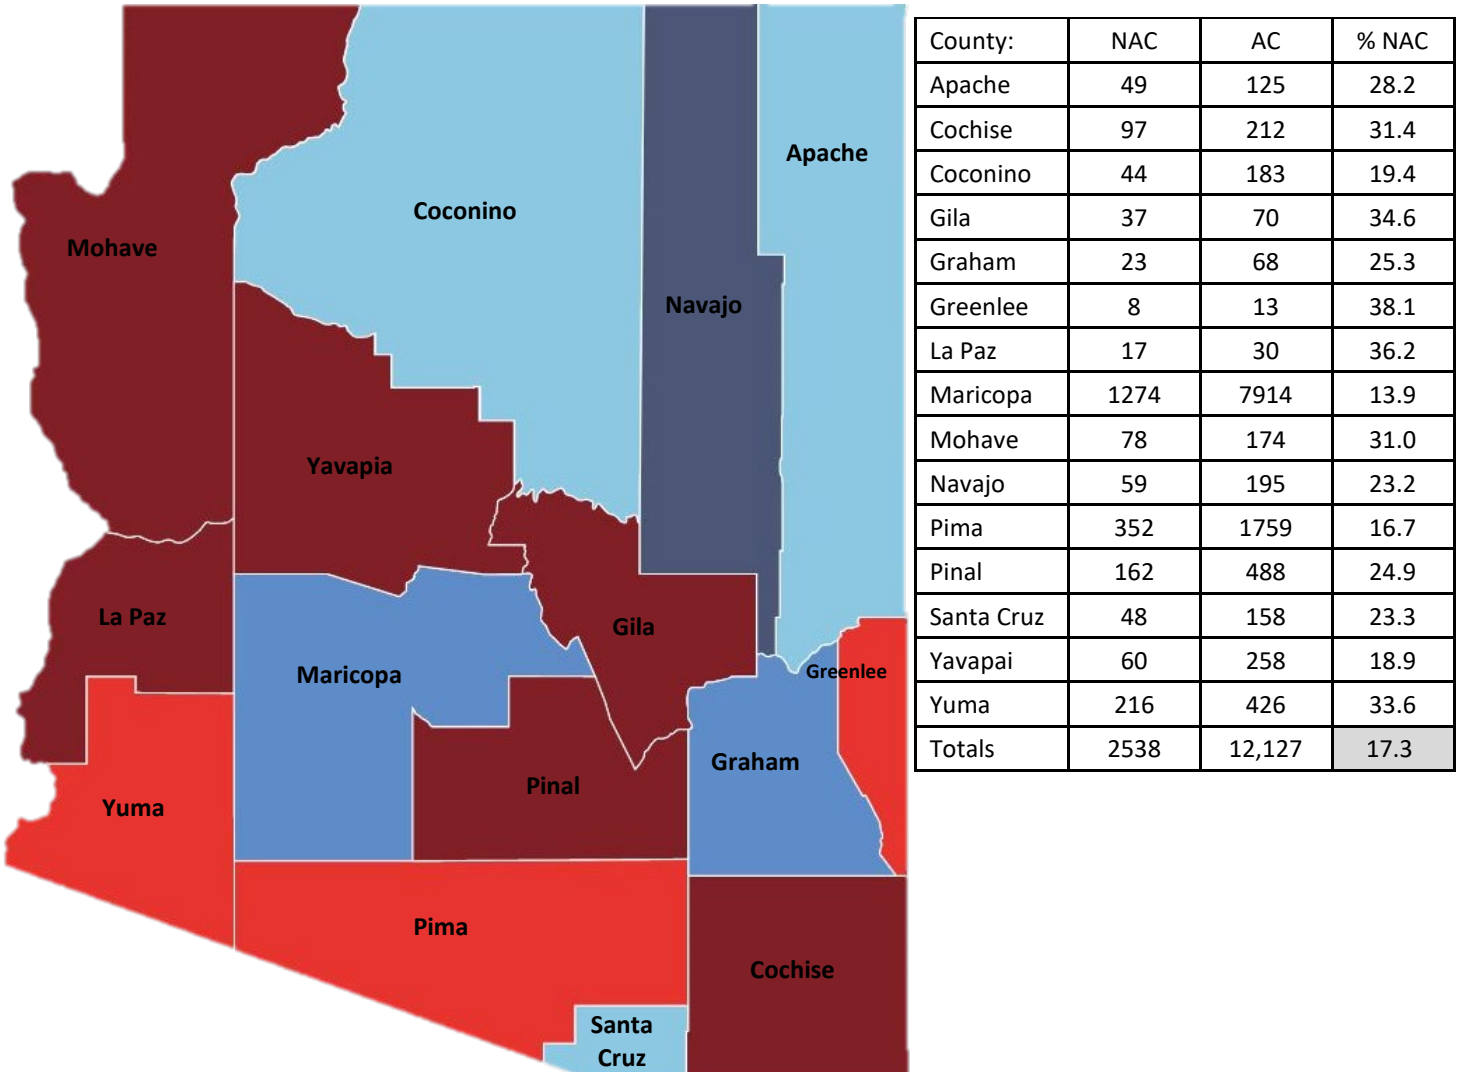 Apache
Coconino
Mohave
Navajo
Yavapia
La Paz
Gila
Maricopa
Greenlee
Graham
Pinal
Yuma
Pima
Cochise
Santa
Cruz
County: NAC AC % NAC
Apache 49 125 28.2
Cochise 97 212 31.4
Coconino 44 183 19.4
Gila 37 70 34.6
Graham 23 68 25.3
Greenlee 8 13 38.1
La Paz 17 30 36.2
Maricopa 1274 7914 13.9
Mohave 78 174 31.0
Navajo 59 195 23.2
Pima 352 1759 16.7
Pinal 162 488 24.9
Santa Cruz 48 158 23.3
Yavapai 60 258 18.9
Yuma 216 426 33.6
Totals 2538 12,127 17.3